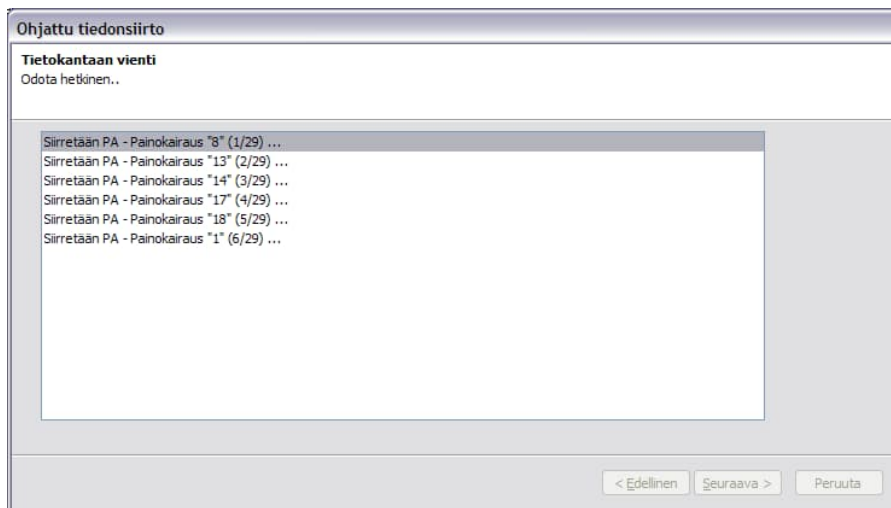 Ohjattu tiedonsiirto
Tietokantaan vienti
Odota hetkinen..
Siirretään PA - Painokairaus "8" (1/29) ...
Siirretään PA - Painokairaus "13" (2/29) ...
Siirretään PA - Painokairaus "14" (3/29) ...
Siirretään PA - Painokairaus "17" (4/29) ...
Siirretään PA - Painokairaus "18" (5/29) ...
Siirretään PA - Painokairaus "1" (6/29) ...
< Edellinen Seuraava > Peruuta